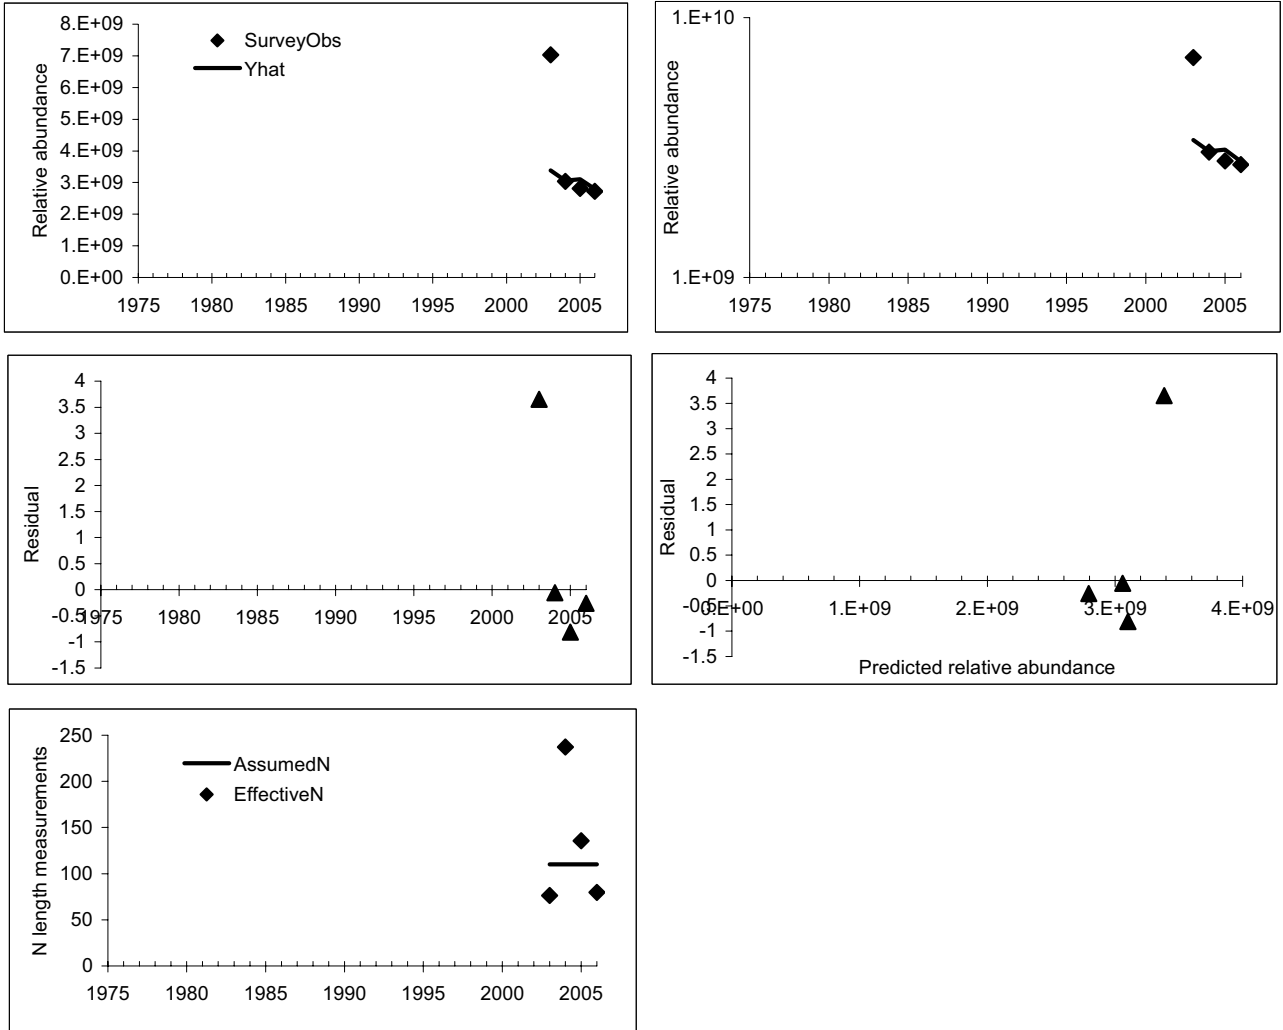 8.E+09
7.E+09
6.E+09
5.E+09
4.E+09
3.E+09
2.E+09
1.E+09
0.E+00
Relative abundance
SurveyObs
Yhat
1975 1980 1985 1990 1995 2000 2005
1.E+10
1.E+09
Relative abundance
1975 1980 1985 1990 1995 2000 2005
4
3.5
3
2.5
2
1.5
1
0.5
0
-0.5
-1
-1.5
Residual
1975 1980 1985 1990 1995 2000 2005
4
3.5
3
2.5
2
1.5
1
0.5
0
-0.5
-1
-1.5
Residual
0.E+00 1.E+09 2.E+09 3.E+09 4.E+09
Predicted relative abundance
250
200
150
100
50
0
N length measurements
AssumedN
EffectiveN
1975 1980 1985 1990 1995 2000 2005